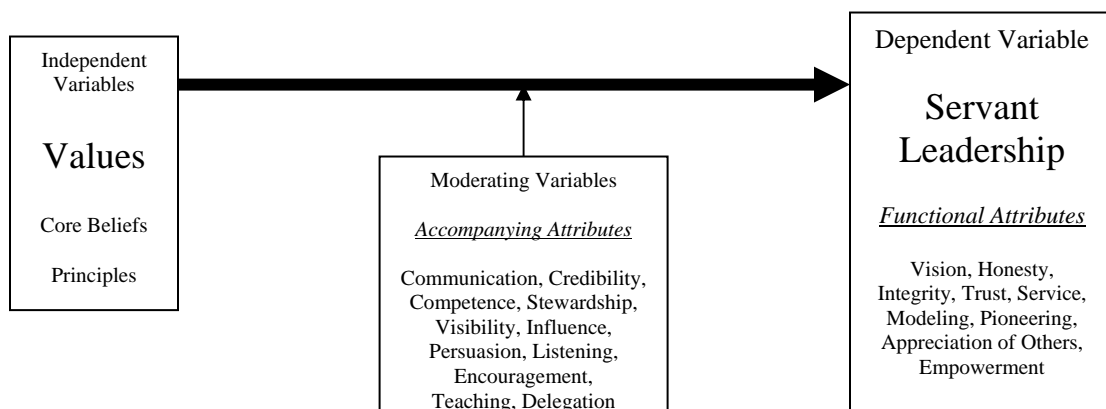 Independent
Variables
Values
Core Beliefs
Principles
Moderating Variables
Accompanying Attributes
Communication, Credibility,
Competence, Stewardship,
Visibility, Influence,
Persuasion, Listening,
Encouragement,
Teaching, Delegation
Dependent Variable
Servant
Leadership
Functional Attributes
Vision, Honesty,
Integrity, Trust, Service,
Modeling, Pioneering,
Appreciation of Others,
Empowerment